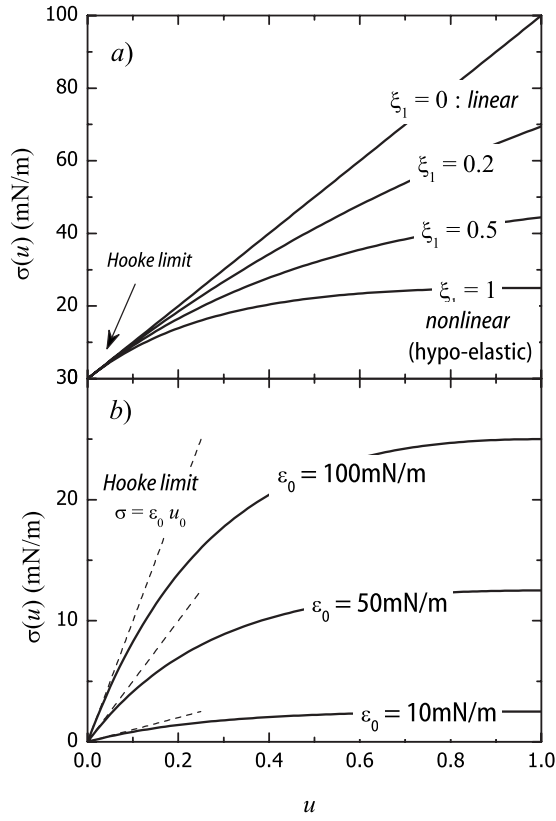 100
a)
ξ₁ = 0 : linear
80
ξ₁ = 0.2
60
σ(u) (mN/m)
ξ₁ = 0.5
40
Hooke limit
20
ξ₁ = 1
nonlinear
(hypo-elastic)
30
b)
Hooke limit
σ = ε₀ u₀
ε₀ = 100mN/m
20
σ(u) (mN/m)
ε₀ = 50mN/m
10
ε₀ = 10mN/m
0
0.0 0.2 0.4 0.6 0.8 1.0
u